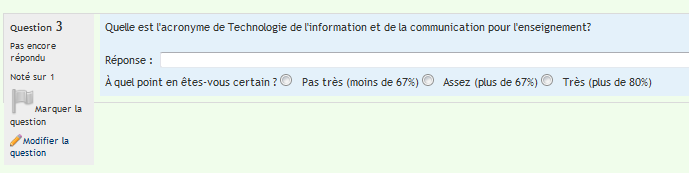 Question 3
Pas encore
répondu
Noté sur 1
Marquer la
question
Modifier la
question
Quelle est l'acronyme de Technologie de l'information et de la communication pour l'enseignement?
Réponse :
À quel point en êtes-vous certain ? Pas très (moins de 67%) Assez (plus de 67%) Très (plus de 80%)